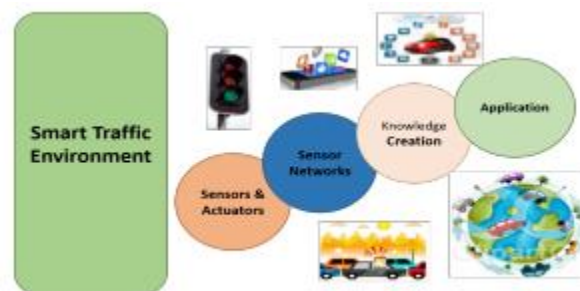 Smart Traffic
Environment
Sensors &
Actuators
Sensor
Networks
Knowledge
Creation
Application